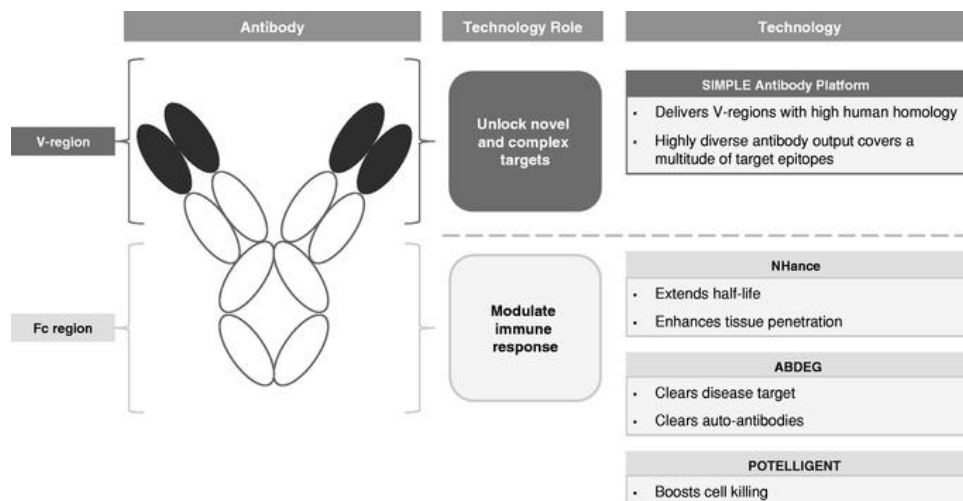 Antibody
Technology Role
Technology
V-region
Unlock novel
and complex
targets
SIMPLE Antibody Platform
• Delivers V-regions with high human homology
• Highly diverse antibody output covers a
multitude of target epitopes
Fc region
Modulate
immune
response
NHance
• Extends half-life
• Enhances tissue penetration
ABDEG
• Clears disease target
• Clears auto-antibodies
POTELLIGENT
• Boosts cell killing